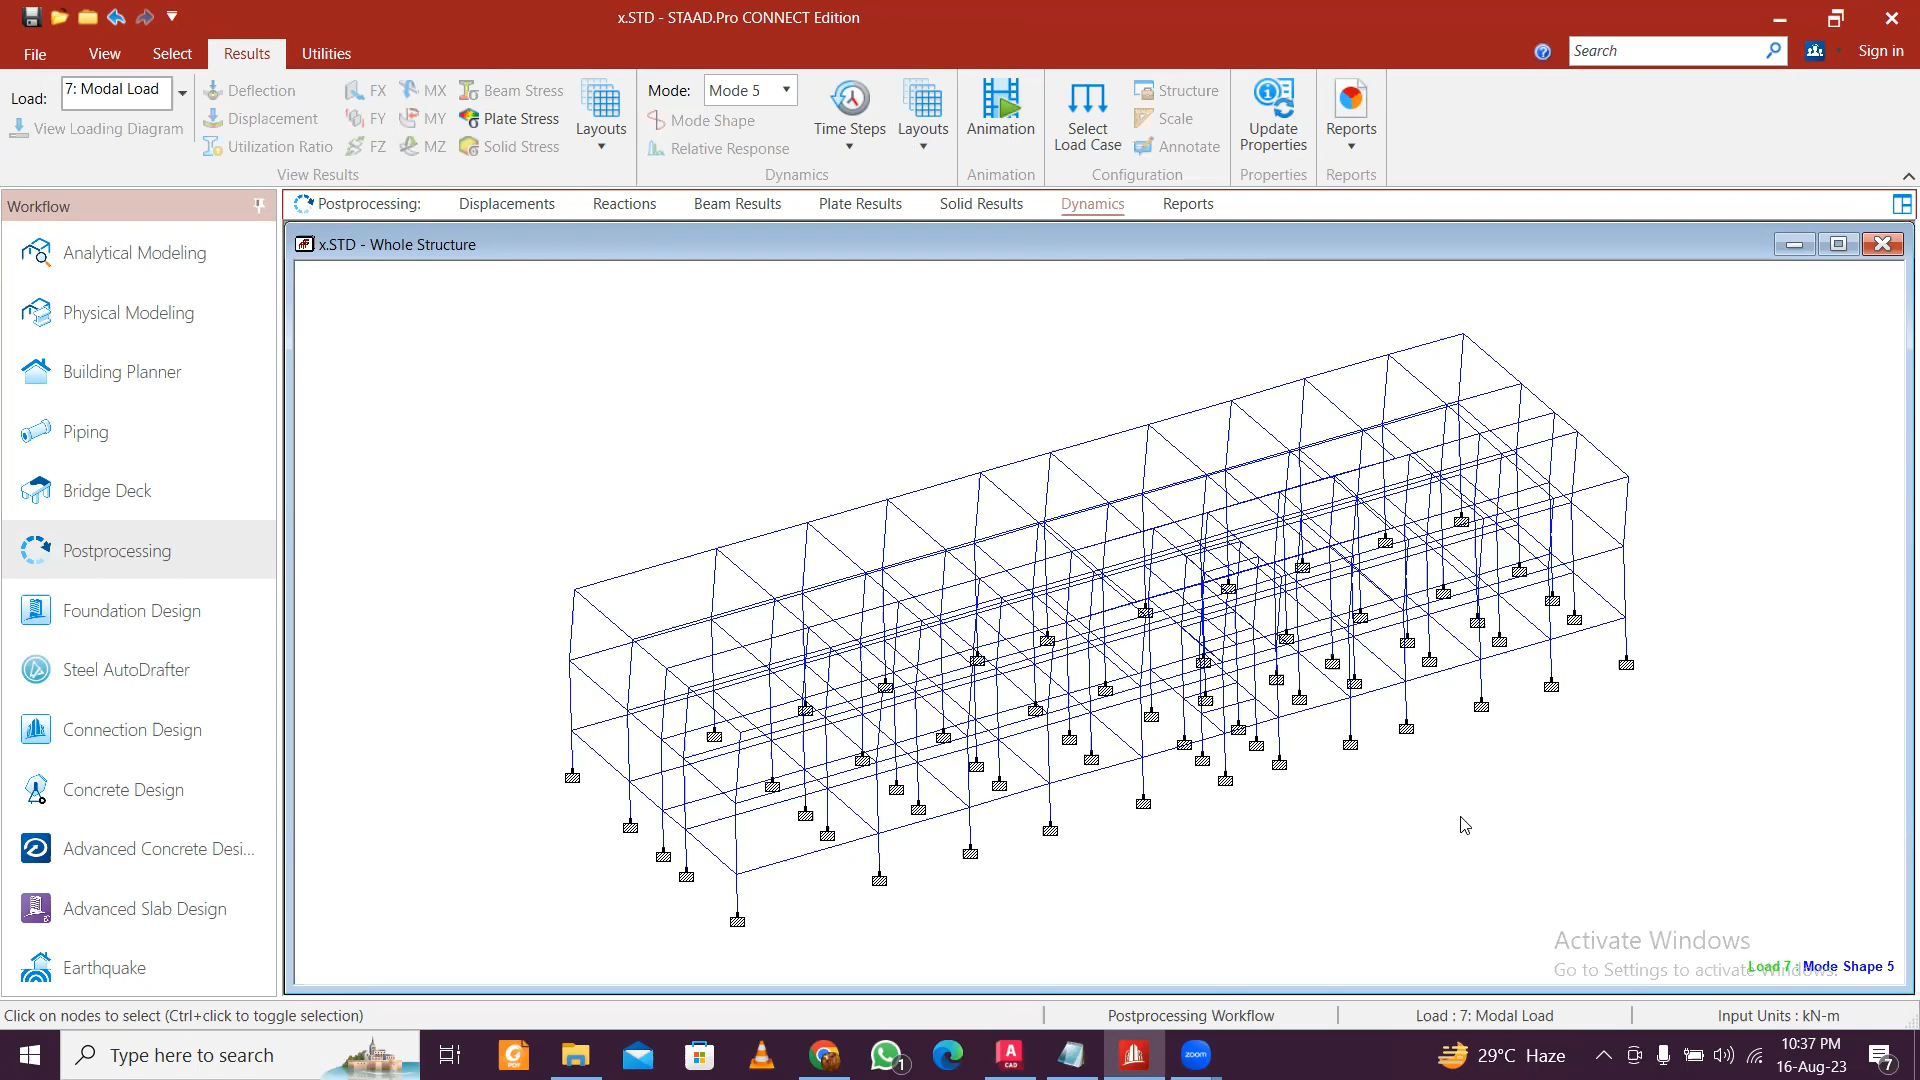 x.STD - STAAD.Pro CONNECT Edition
File
View
Select
Results
Utilities
Search
Sign in
Load:
7: Modal Load
View Loading Diagram
Deflection
Displacement
Utilization Ratio
FX
FY
FZ
MX
MY
MZ
Beam Stress
Plate Stress
Solid Stress
Layouts
View Results
Mode:
Mode 5
Mode Shape
Relative Response
Time Steps
Layouts
Dynamics
Animation
Animation
Select
Load Case
Structure
Scale
Annotate
Configuration
Update
Properties
Properties
Reports
Reports
Workflow
Postprocessing:
Displacements
Reactions
Beam Results
Plate Results
Solid Results
Dynamics
Reports
x.STD - Whole Structure
Analytical Modeling
Physical Modeling
Building Planner
Piping
Bridge Deck
Postprocessing
Foundation Design
Steel AutoDrafter
Connection Design
Concrete Design
Advanced Concrete Desi...
Advanced Slab Design
Earthquake
Activate Windows
Go to Settings to activate Windows.
Load 7 : Mode Shape 5
Click on nodes to select (Ctrl+click to toggle selection)
Postprocessing Workflow
Load : 7: Modal Load
Input Units : kN-m
Type here to search
PDF
1
A
CAD
zoom
29°C Haze
10:37 PM
16-Aug-23
7